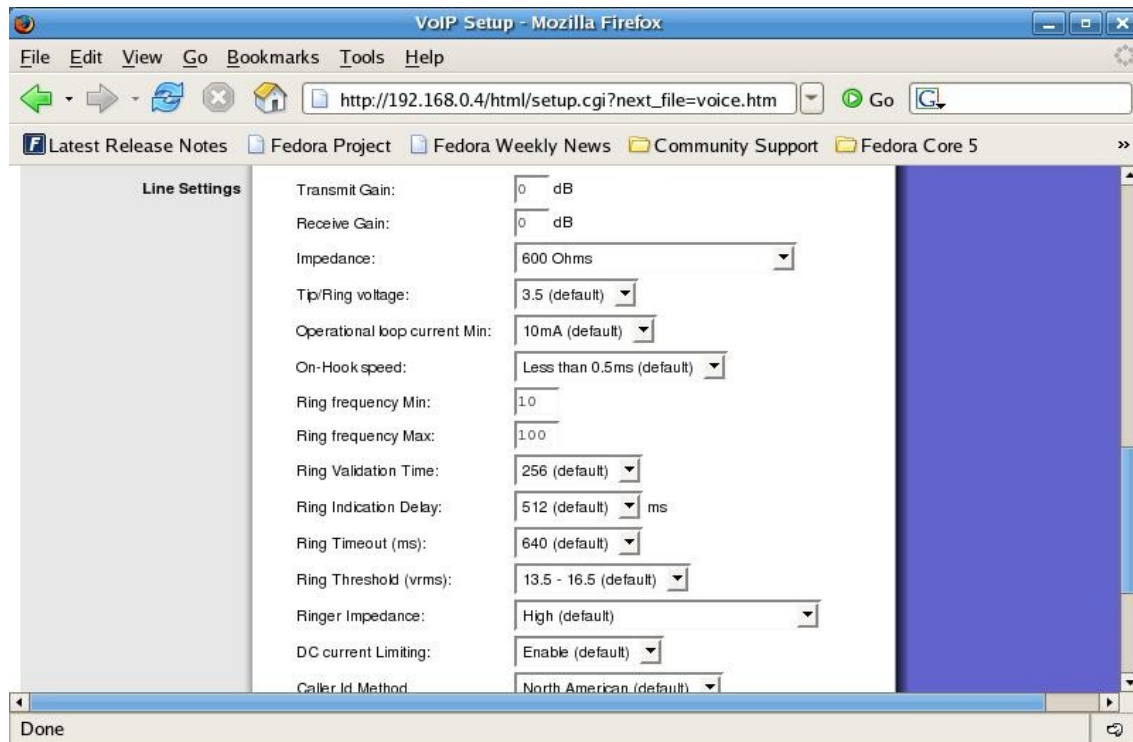 VoIP Setup - Mozilla Firefox
File Edit View Go Bookmarks Tools Help
http://192.168.0.4/html/setup.cgi?next_file=voice.htm Go G
Latest Release Notes Fedora Project Fedora Weekly News Community Support Fedora Core 5 »
Line Settings Transmit Gain: 0 dB
Receive Gain: 0 dB
Impedance: 600 Ohms
Tip/Ring voltage: 3.5 (default)
Operational loop current Min: 10mA (default)
On-Hook speed: Less than 0.5ms (default)
Ring frequency Min: 10
Ring frequency Max: 100
Ring Validation Time: 256 (default)
Ring Indication Delay: 512 (default) ms
Ring Timeout (ms): 640 (default)
Ring Threshold (vrms): 13.5 - 16.5 (default)
Ringer Impedance: High (default)
DC current Limiting: Enable (default)
Caller Id Method North American (default)
Done